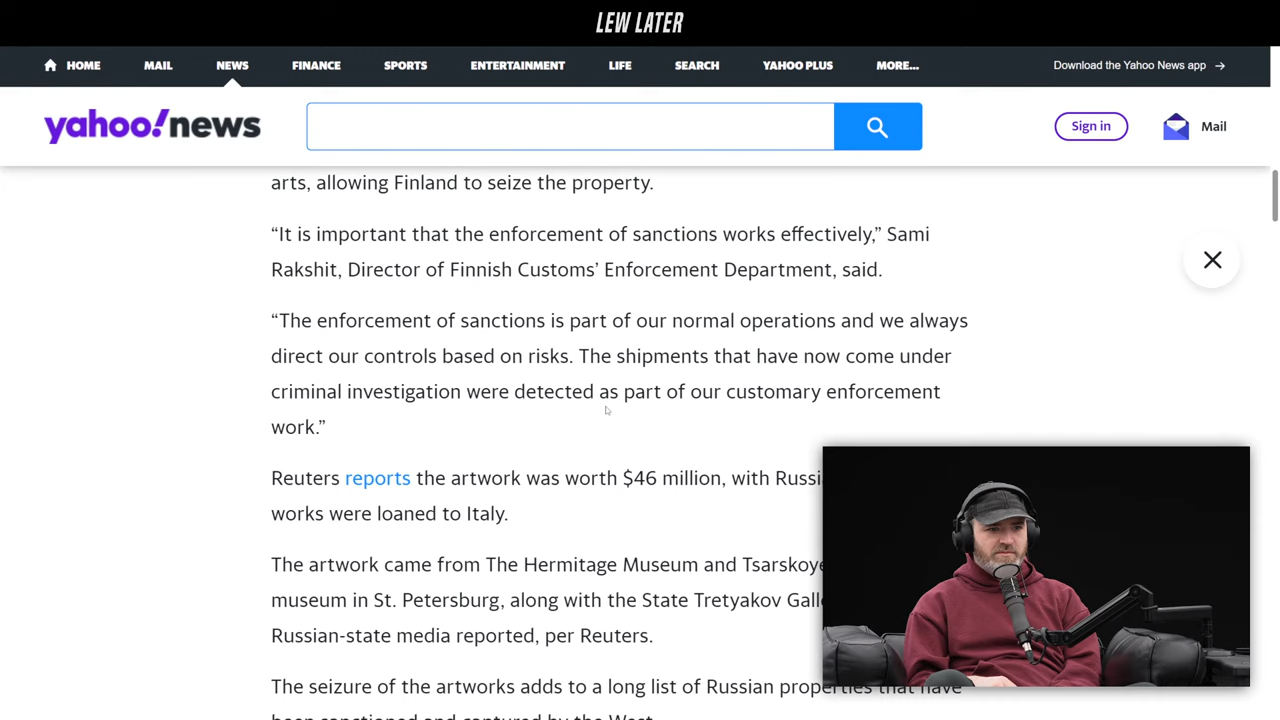 LEW LATER
HOME MAIL NEWS FINANCE SPORTS ENTERTAINMENT LIFE SEARCH YAHOO PLUS MORE... Download the Yahoo News app →
yahoo!news Sign in Mail
arts, allowing Finland to seize the property.
“It is important that the enforcement of sanctions works effectively,” Sami
Rakshit, Director of Finnish Customs’ Enforcement Department, said.
“The enforcement of sanctions is part of our normal operations and we always
direct our controls based on risks. The shipments that have now come under
criminal investigation were detected as part of our customary enforcement
work.”
Reuters reports the artwork was worth $46 million, with
works were loaned to Italy.
The artwork came from The Hermitage Museum and
museum in St. Petersburg, along with the State Tretyakov
Russian-state media reported, per Reuters.
The seizure of the artworks adds to a long list of Russian properties that have
been sanctioned and captured by the West.